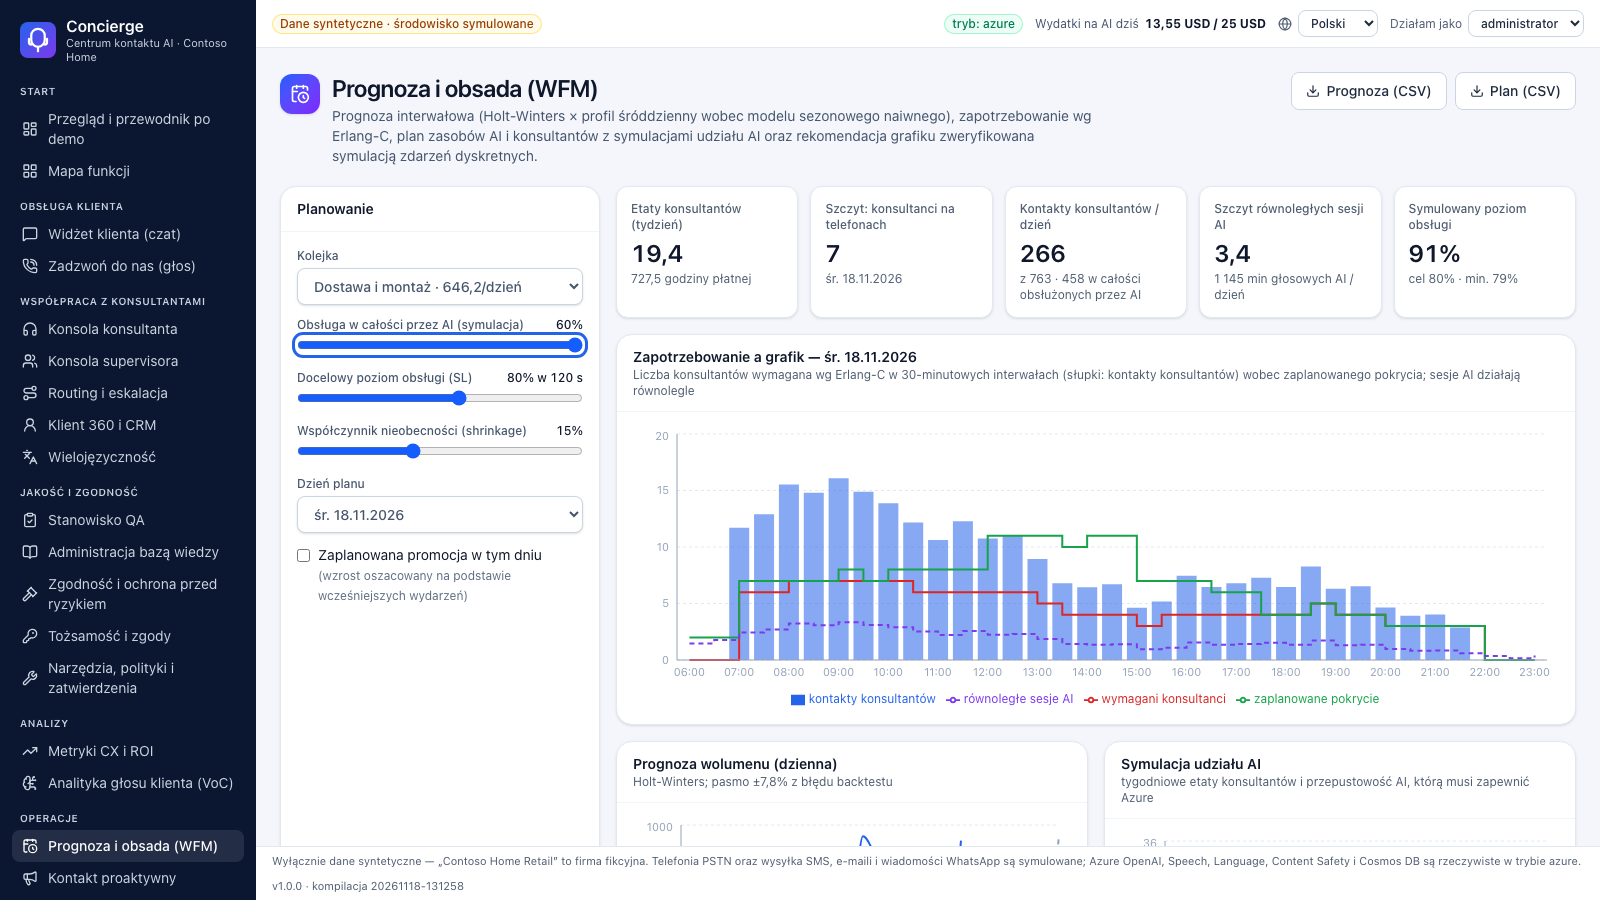 Concierge
Centrum kontaktu AI · Contoso
Home
START
Przegląd i przewodnik po
demo
Mapa funkcji
OBSŁUGA KLIENTA
Widżet klienta (czat)
Zadzwoń do nas (głos)
WSPÓŁPRACA Z KONSULTANTAMI
Konsola konsultanta
Konsola supervisora
Routing i eskalacja
Klient 360 i CRM
Wielojęzyczność
JAKOŚĆ I ZGODNOŚĆ
Stanowisko QA
Administracja bazą wiedzy
Zgodność i ochrona przed
ryzykiem
Tożsamość i zgody
Narzędzia, polityki i
zatwierdzenia
ANALIZY
Metryki CX i ROI
Analityka głosu klienta (VoC)
OPERACJE
Prognoza i obsada (WFM)
Kontakt proaktywny
Dane syntetyczne · środowisko symulowane
tryb: azure
Wydatki na AI dziś 13,55 USD / 25 USD
Polski
Działam jako
administrator
Prognoza i obsada (WFM)
Prognoza interwałowa (Holt-Winters × profil śróddzienny wobec modelu sezonowego naiwnego), zapotrzebowanie wg
Erlang-C, plan zasobów AI i konsultantów z symulacjami udziału AI oraz rekomendacja grafiku zweryfikowana
symulacją zdarzeń dyskretnych.
Prognoza (CSV)
Plan (CSV)
Planowanie
Kolejka
Dostawa i montaż · 646,2/dzień
Obsługa w całości przez AI (symulacja) 60%
Docelowy poziom obsługi (SL) 80% w 120 s
Współczynnik nieobecności (shrinkage) 15%
Dzień planu
śr. 18.11.2026
Zaplanowana promocja w tym dniu
(wzrost oszacowany na podstawie
wcześniejszych wydarzeń)
Etaty konsultantów
(tydzień)
19,4
727,5 godziny płatnej
Szczyt: konsultanci na
telefonach
7
śr. 18.11.2026
Kontakty konsultantów /
dzień
266
z 763 · 458 w całości
obsłużonych przez AI
Szczyt równoległych sesji
AI
3,4
1 145 min głosowych AI /
dzień
Symulowany poziom
obsługi
91%
cel 80% · min. 79%
Zapotrzebowanie a grafik — śr. 18.11.2026
Liczba konsultantów wymagana wg Erlang-C w 30-minutowych interwałach (słupki: kontakty konsultantów) wobec zaplanowanego pokrycia; sesje AI działają
równolegle
20
15
10
5
0
06:00 07:00 08:00 09:00 10:00 11:00 12:00 13:00 14:00 15:00 16:00 17:00 18:00 19:00 20:00 21:00 22:00 23:00
kontakty konsultantów równoległe sesje AI wymagani konsultanci zaplanowane pokrycie
Prognoza wolumenu (dzienna)
Holt-Winters; pasmo ±7,8% z błędu backtestu
1000
Symulacja udziału AI
tygodniowe etaty konsultantów i przepustowość AI, którą musi zapewnić
Azure
36
Wyłącznie dane syntetyczne — „Contoso Home Retail” to firma fikcyjna. Telefonia PSTN oraz wysyłka SMS, e-maili i wiadomości WhatsApp są symulowane; Azure OpenAI, Speech, Language, Content Safety i Cosmos DB są rzeczywiste w trybie azure.
v1.0.0 · kompilacja 20261118-131258